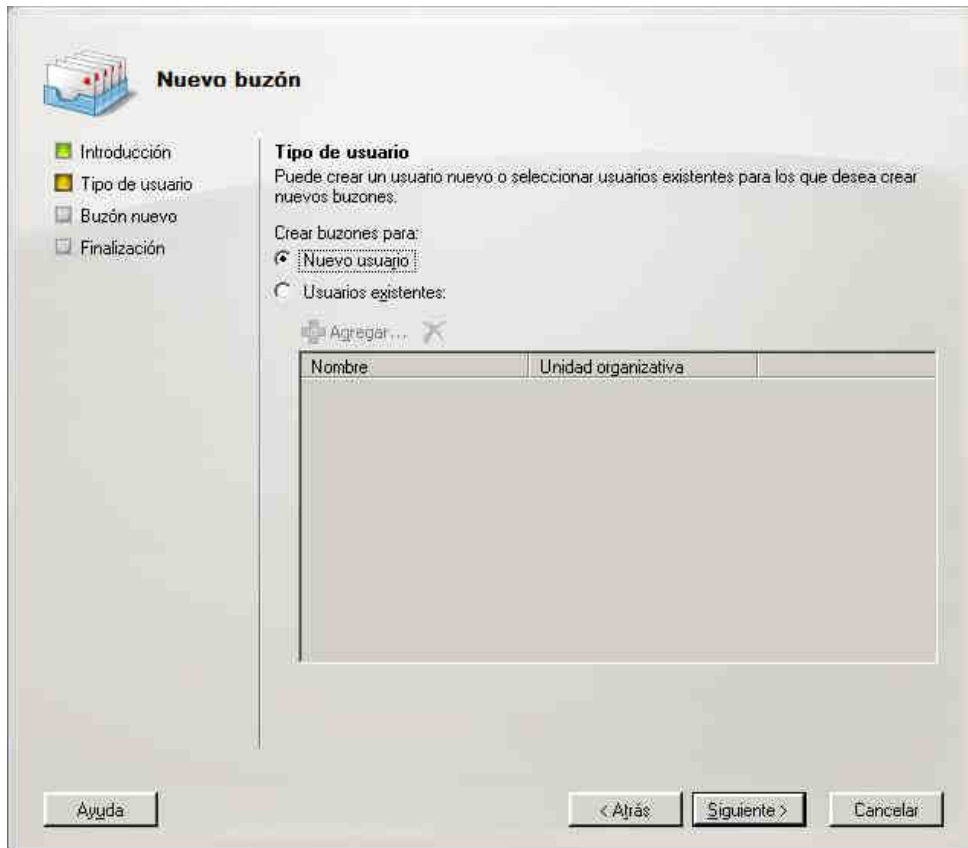 Nuevo buzón
Introducción
Tipo de usuario
Buzón nuevo
Finalización
Tipo de usuario
Puede crear un usuario nuevo o seleccionar usuarios existentes para los que desea crear
nuevos buzones.
Crear buzones para:
Nuevo usuario
Usuarios existentes:
Agregar...
Nombre Unidad organizativa
Ayuda < Atrás Siguiente > Cancelar